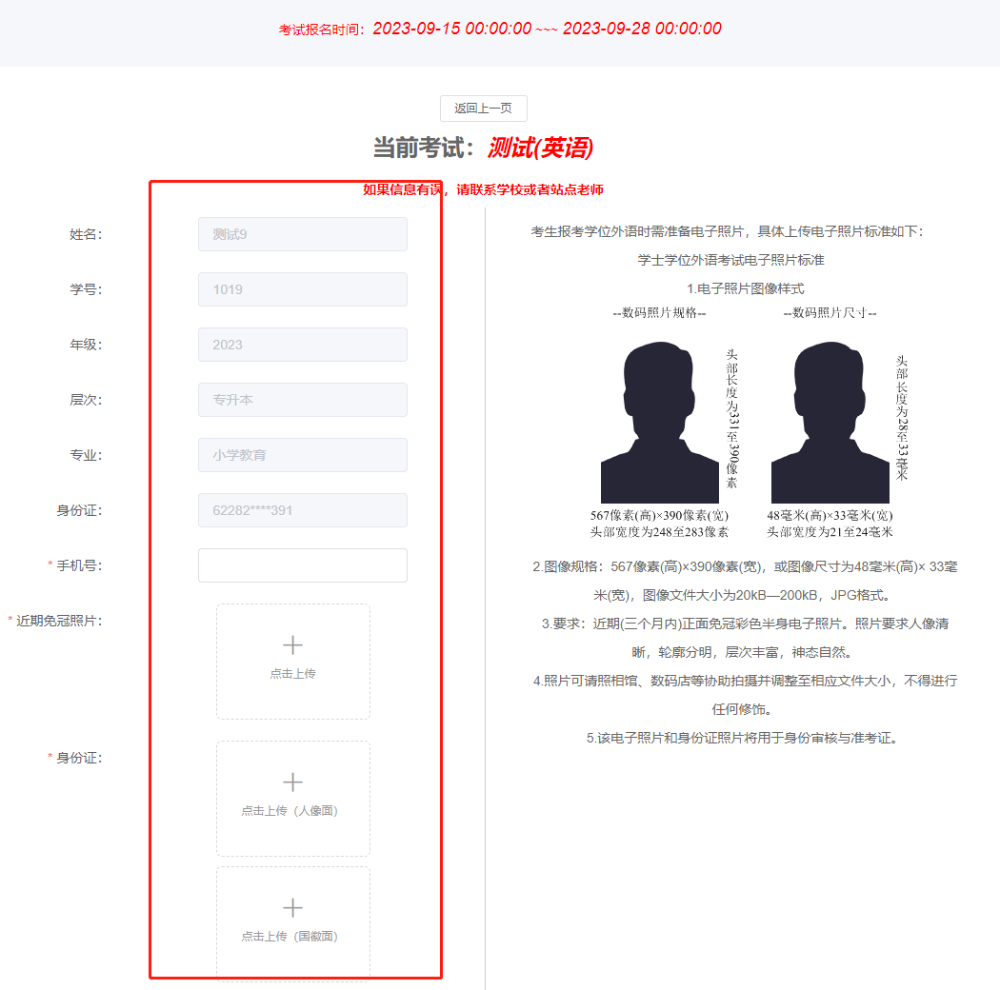 考试报名时间：2023-09-15 00:00:00 ~~~ 2023-09-28 00:00:00
返回上一页
当前考试：测试(英语)
如果信息有误，请联系学校或者站点老师
姓名：
测试9
学号：
1019
年级：
2023
层次：
专升本
专业：
小学教育
身份证：
62282****391
* 手机号：
* 近期免冠照片：
点击上传
* 身份证：
点击上传（人像面）
点击上传（国徽面）
考生报考学位外语时需准备电子照片，具体上传电子照片标准如下：
学士学位外语考试电子照片标准
1.电子照片图像样式
--数码照片规格--
头部长度为331至390像素
567像素(高)×390像素(宽)
头部宽度为248至283像素
--数码照片尺寸--
头部长度为28至33毫米
48毫米(高)×33毫米(宽)
头部宽度为21至24毫米
2.图像规格：567像素(高)×390像素(宽)，或图像尺寸为48毫米(高)× 33毫
米(宽)，图像文件大小为20kB—200kB，JPG格式。
3.要求：近期(三个月内)正面免冠彩色半身电子照片。照片要求人像清
晰，轮廓分明，层次丰富，神态自然。
4.照片可请照相馆、数码店等协助拍摄并调整至相应文件大小，不得进行
任何修饰。
5.该电子照片和身份证照片将用于身份审核与准考证。